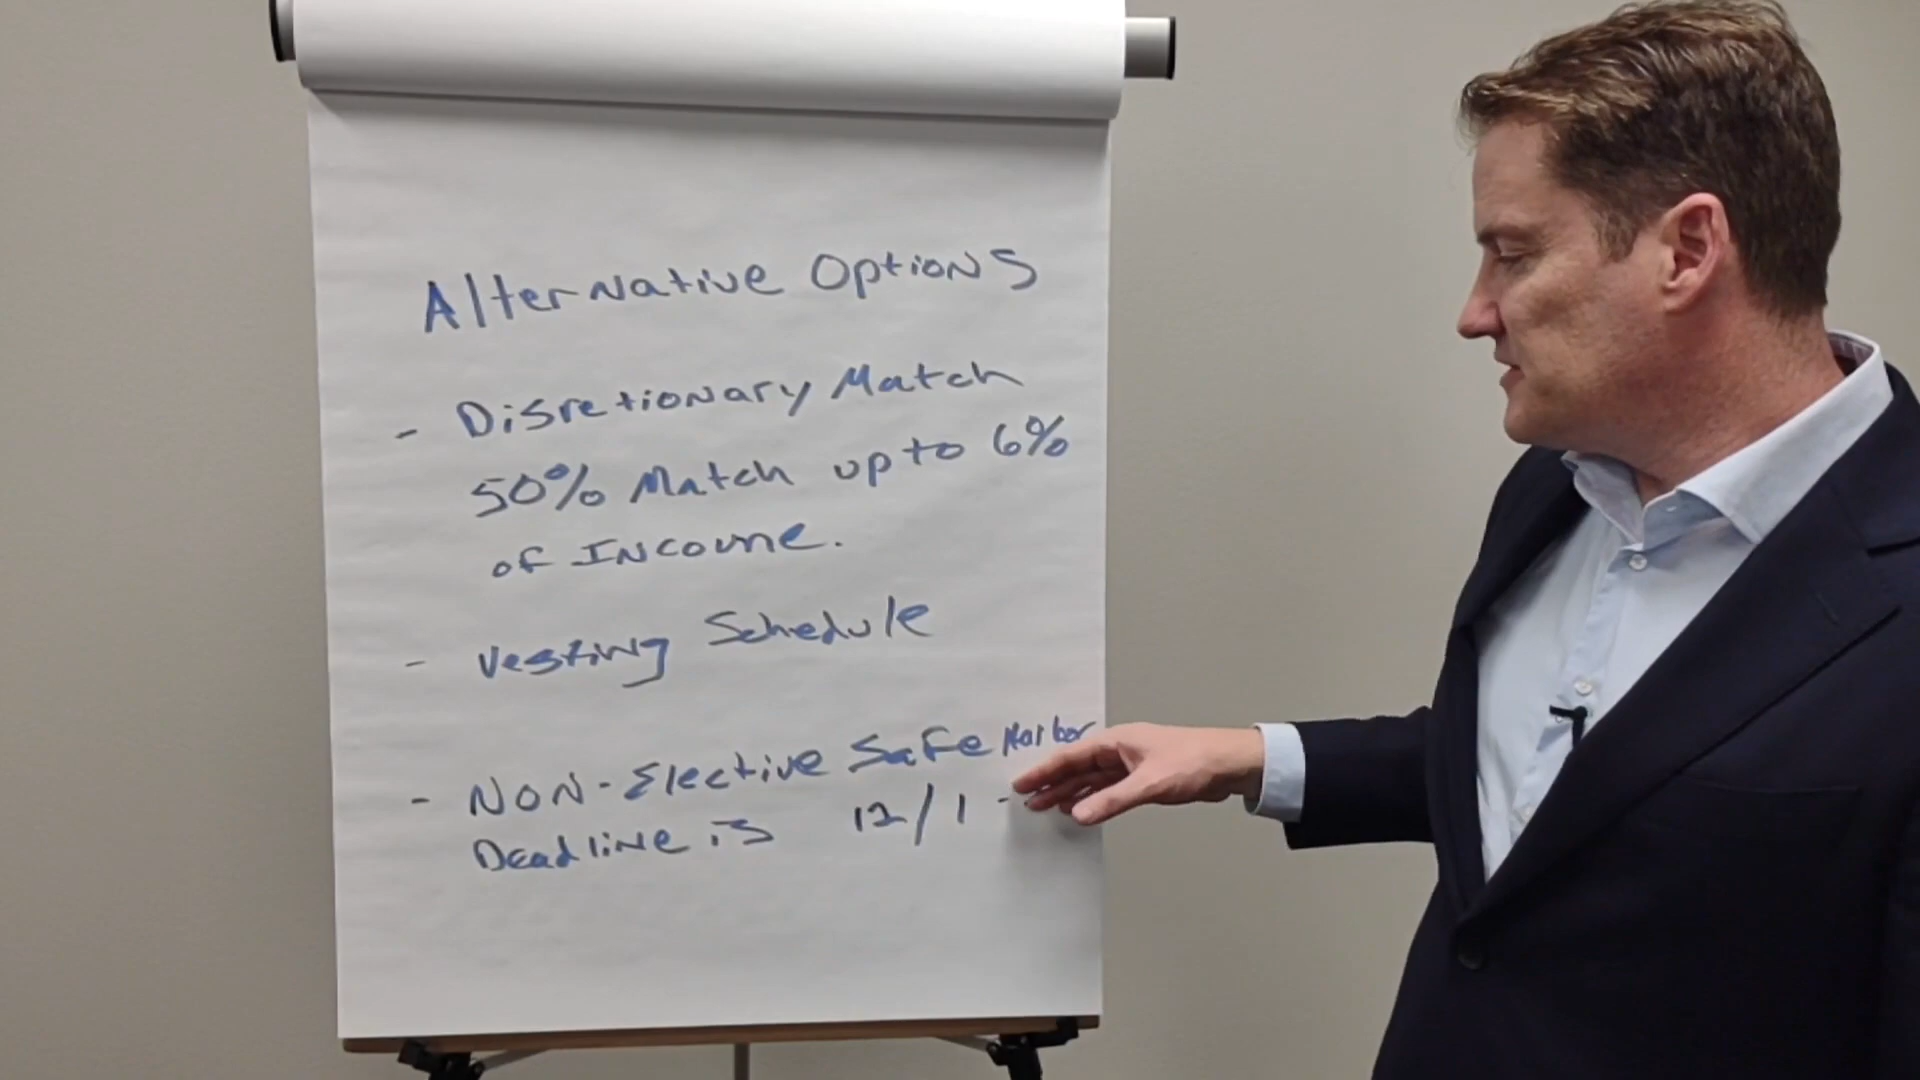 Alternative Options
- Disretionary Match
50% Match up to 6%
of Income.
- Vesting Schedule
- Non-Elective Safe Harbor
Deadline is 12/1 -